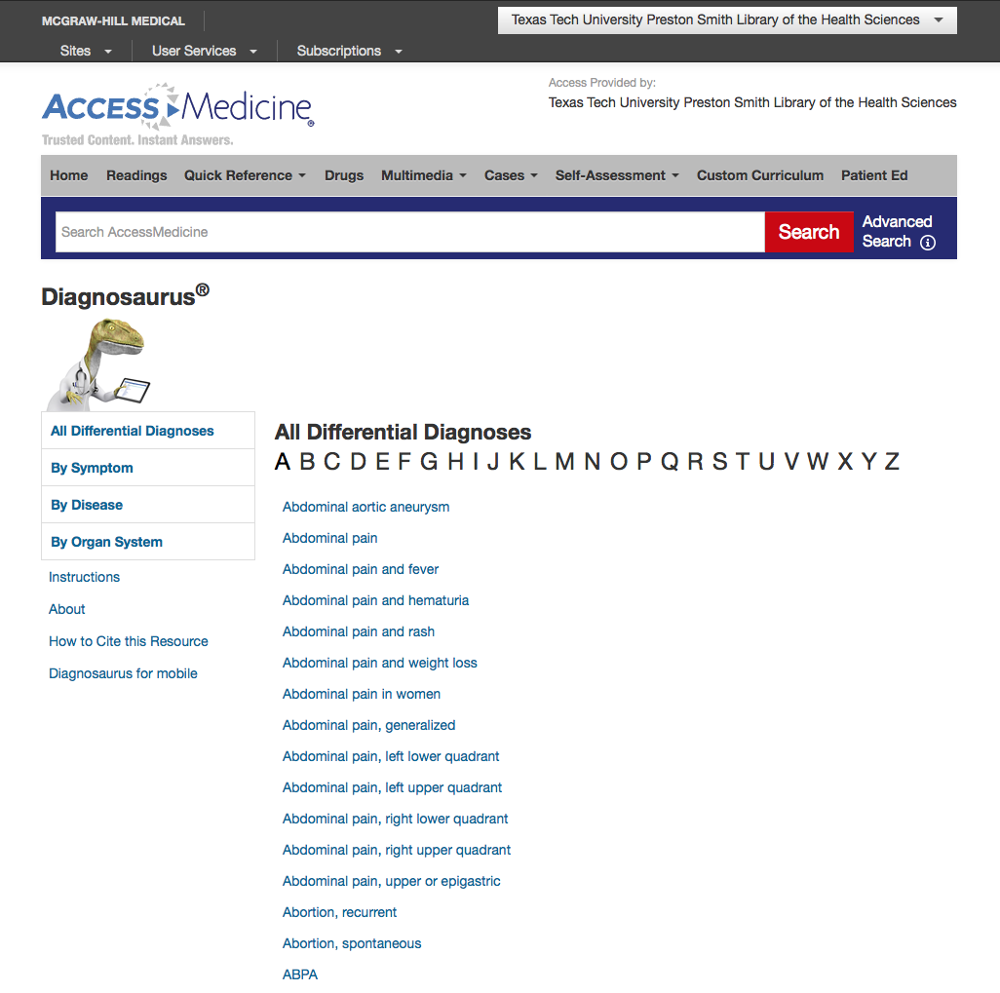 MCGRAW-HILL MEDICAL
Texas Tech University Preston Smith Library of the Health Sciences
Sites User Services Subscriptions
Access Provided by:
Texas Tech University Preston Smith Library of the Health Sciences
ACCESS Medicine®
Trusted Content. Instant Answers.
Home Readings Quick Reference Drugs Multimedia Cases Self-Assessment Custom Curriculum Patient Ed
Search AccessMedicine Search Advanced Search
Diagnosaurus®
All Differential Diagnoses
By Symptom
By Disease
By Organ System
Instructions
About
How to Cite this Resource
Diagnosaurus for mobile
All Differential Diagnoses
A B C D E F G H I J K L M N O P Q R S T U V W X Y Z
Abdominal aortic aneurysm
Abdominal pain
Abdominal pain and fever
Abdominal pain and hematuria
Abdominal pain and rash
Abdominal pain and weight loss
Abdominal pain in women
Abdominal pain, generalized
Abdominal pain, left lower quadrant
Abdominal pain, left upper quadrant
Abdominal pain, right lower quadrant
Abdominal pain, right upper quadrant
Abdominal pain, upper or epigastric
Abortion, recurrent
Abortion, spontaneous
ABPA